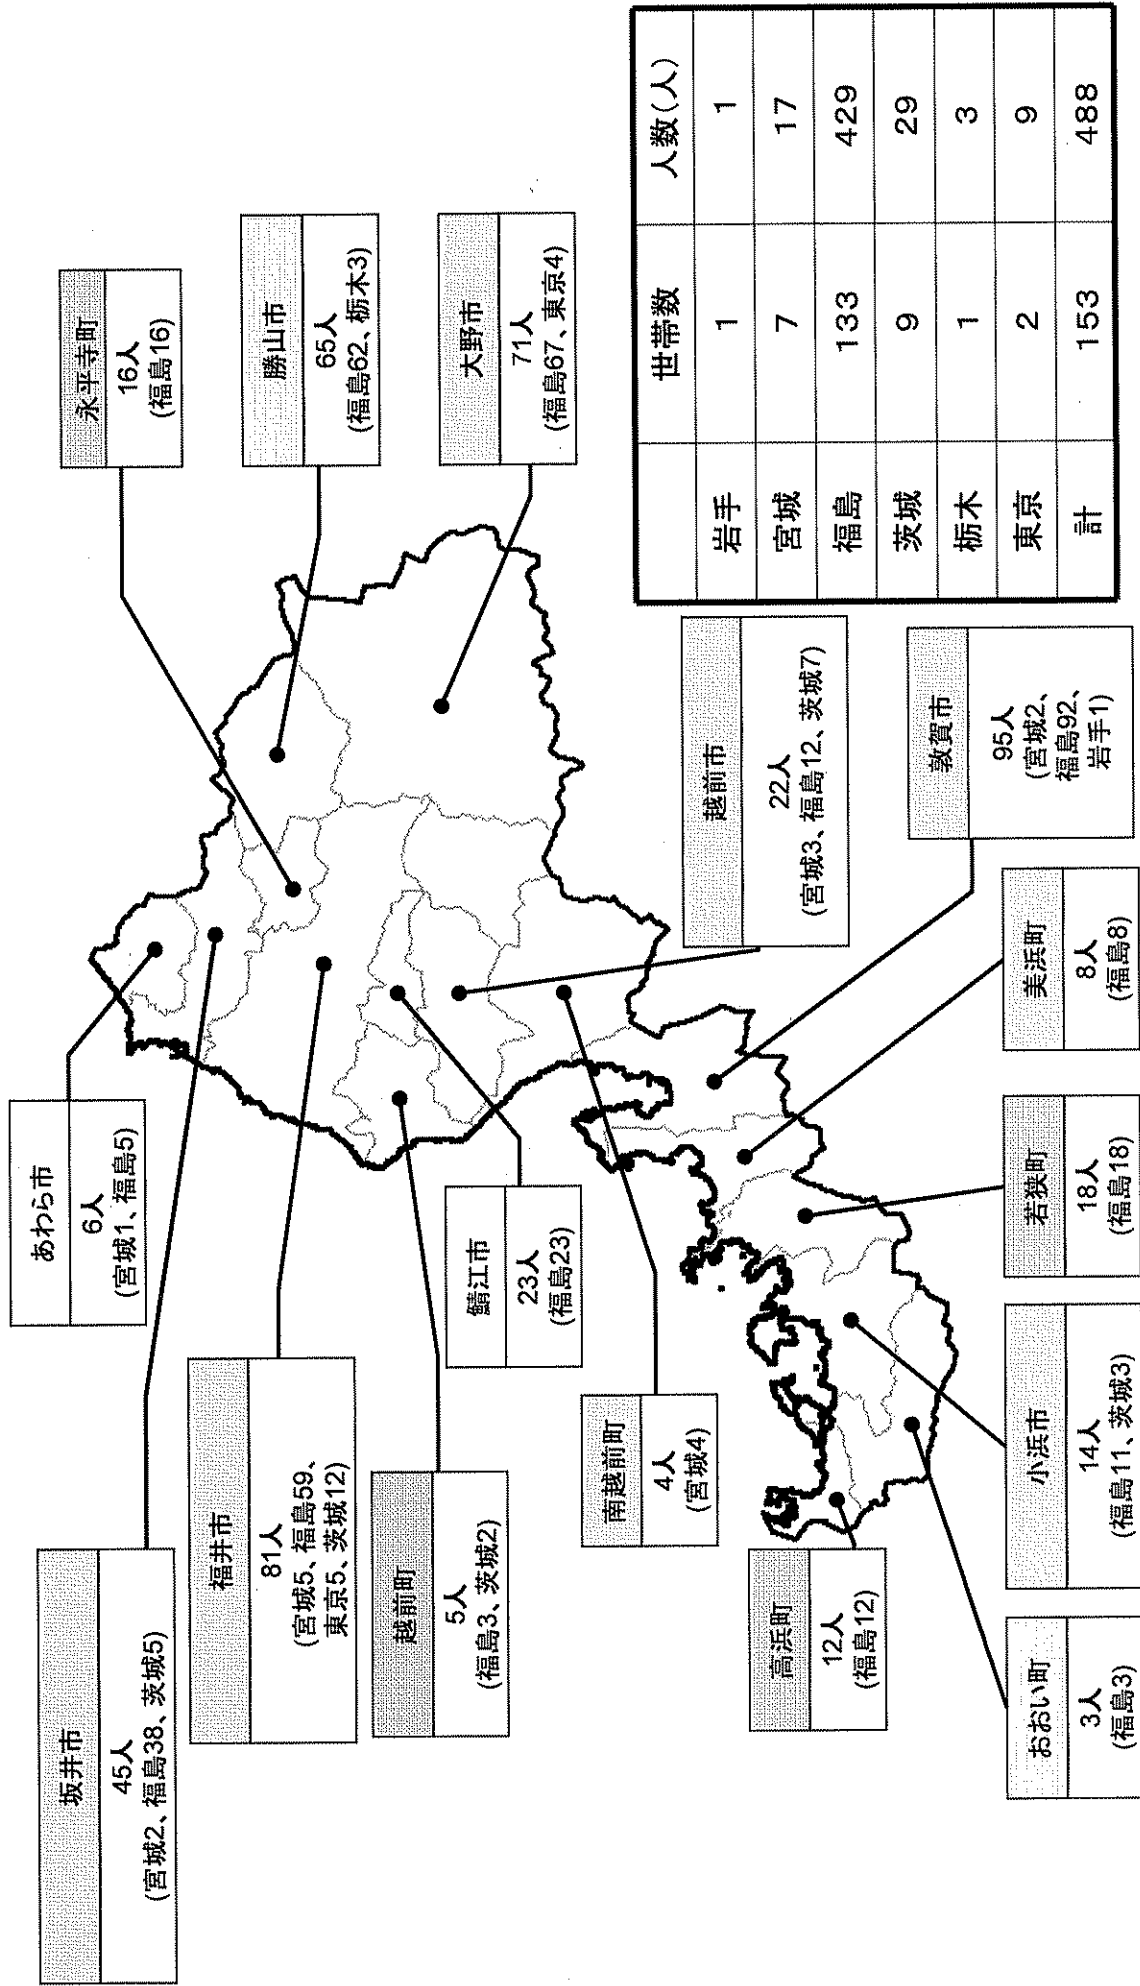 坂井市
45人
(宮城2、福島38、茨城5)
あわら市
6人
(宮城1、福島5)
永平寺町
16人
(福島16)
福井市
81人
(宮城5、福島59、
東京5、茨城12)
勝山市
65人
(福島62、栃木3)
越前町
5人
(福島3、茨城2)
鯖江市
23人
(福島23)
大野市
71人
(福島67、東京4)
南越前町
4人
(宮城4)
越前市
22人
(宮城3、福島12、茨城7)
高浜町
12人
(福島12)
敦賀市
95人
(宮城2、
福島92、
岩手1)
おおい町
3人
(福島3)
小浜市
14人
(福島11、茨城3)
若狭町
18人
(福島18)
美浜町
8人
(福島8)
世帯数 人数(人)
岩手 1 1
宮城 7 17
福島 133 429
茨城 9 29
栃木 1 3
東京 2 9
計 153 488